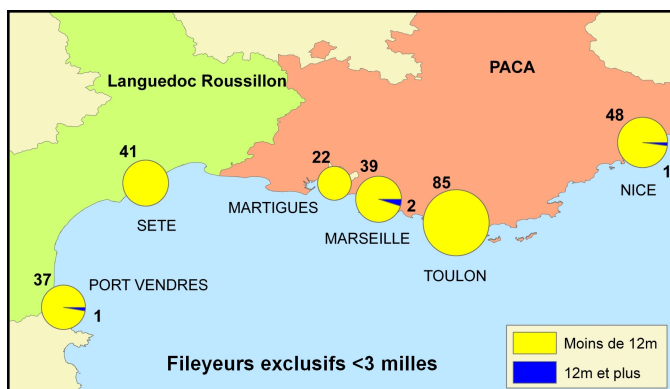 PACA
Languedoc Roussillon
48
1
NICE
41
SETE
22
MARTIGUES
39
2
MARSEILLE
85
TOULON
37
PORT VENDRES
1
Fileyeurs exclusifs <3 milles
Moins de 12m
12m et plus